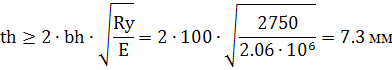 th ≥ 2 · bh · √(Ry/E) = 2 · 100 · √(2750/(2.06 · 10⁶)) = 7.3 мм